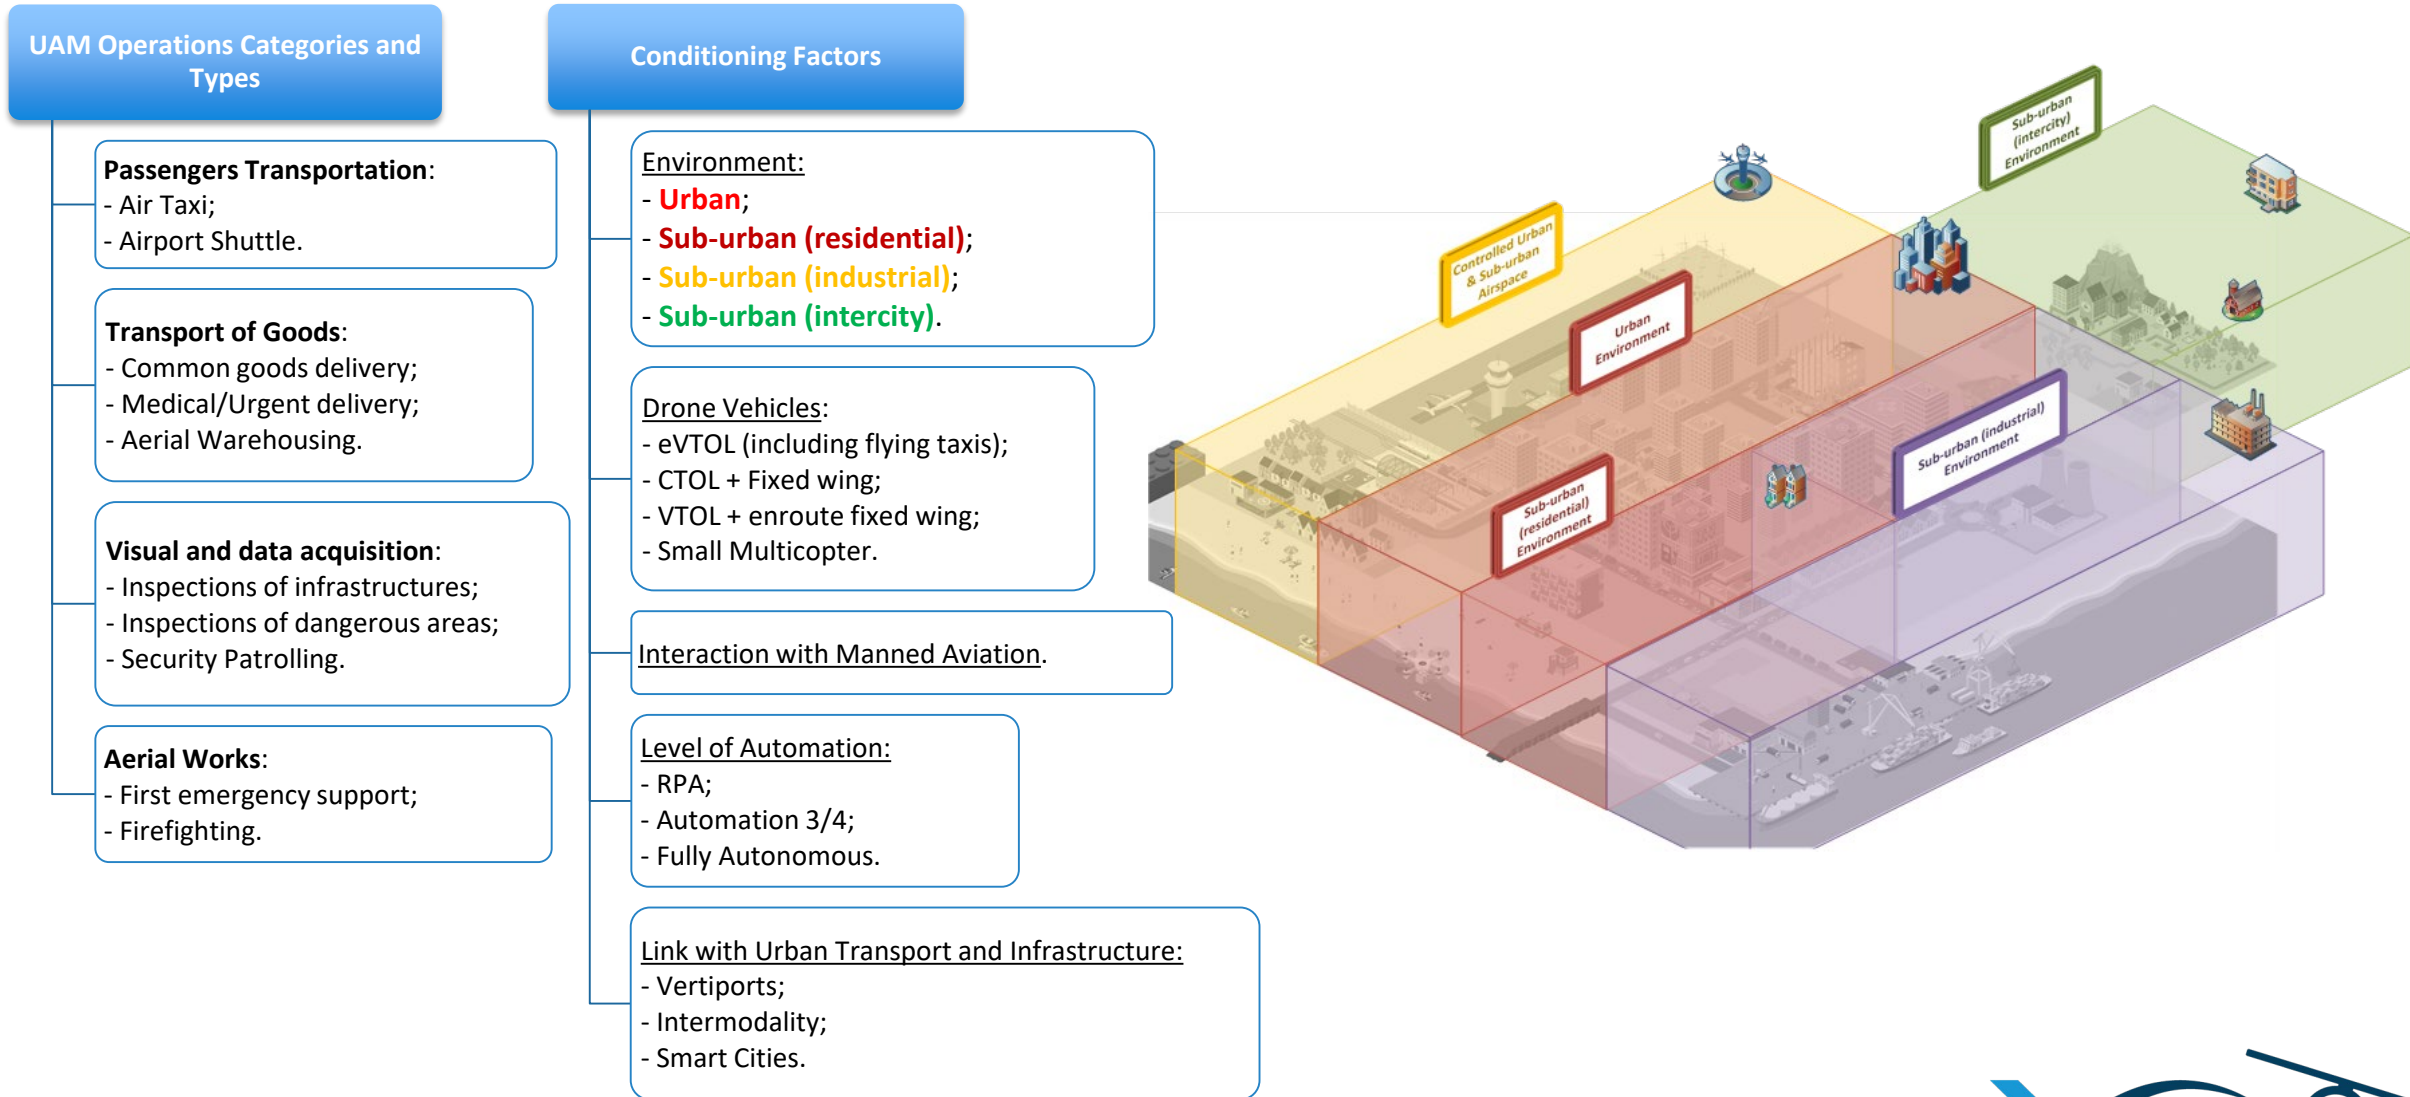 UAM Operations Categories and
Types
Passengers Transportation:
- Air Taxi;
- Airport Shuttle.
Transport of Goods:
- Common goods delivery;
- Medical/Urgent delivery;
- Aerial Warehousing.
Visual and data acquisition:
- Inspections of infrastructures;
- Inspections of dangerous areas;
- Security Patrolling.
Aerial Works:
- First emergency support;
- Firefighting.
Conditioning Factors
Environment:
- Urban;
- Sub-urban (residential);
- Sub-urban (industrial);
- Sub-urban (intercity).
Drone Vehicles:
- eVTOL (including flying taxis);
- CTOL + Fixed wing;
- VTOL + enroute fixed wing;
- Small Multicopter.
Interaction with Manned Aviation.
Level of Automation:
- RPA;
- Automation 3/4;
- Fully Autonomous.
Link with Urban Transport and Infrastructure:
- Vertiports;
- Intermodality;
- Smart Cities.
Sub-urban
(intercity)
Environment
Controlled Urban
& Sub-urban
Airspace
Urban
Environment
Sub-urban (industrial)
Environment
Sub-urban
(residential)
Environment